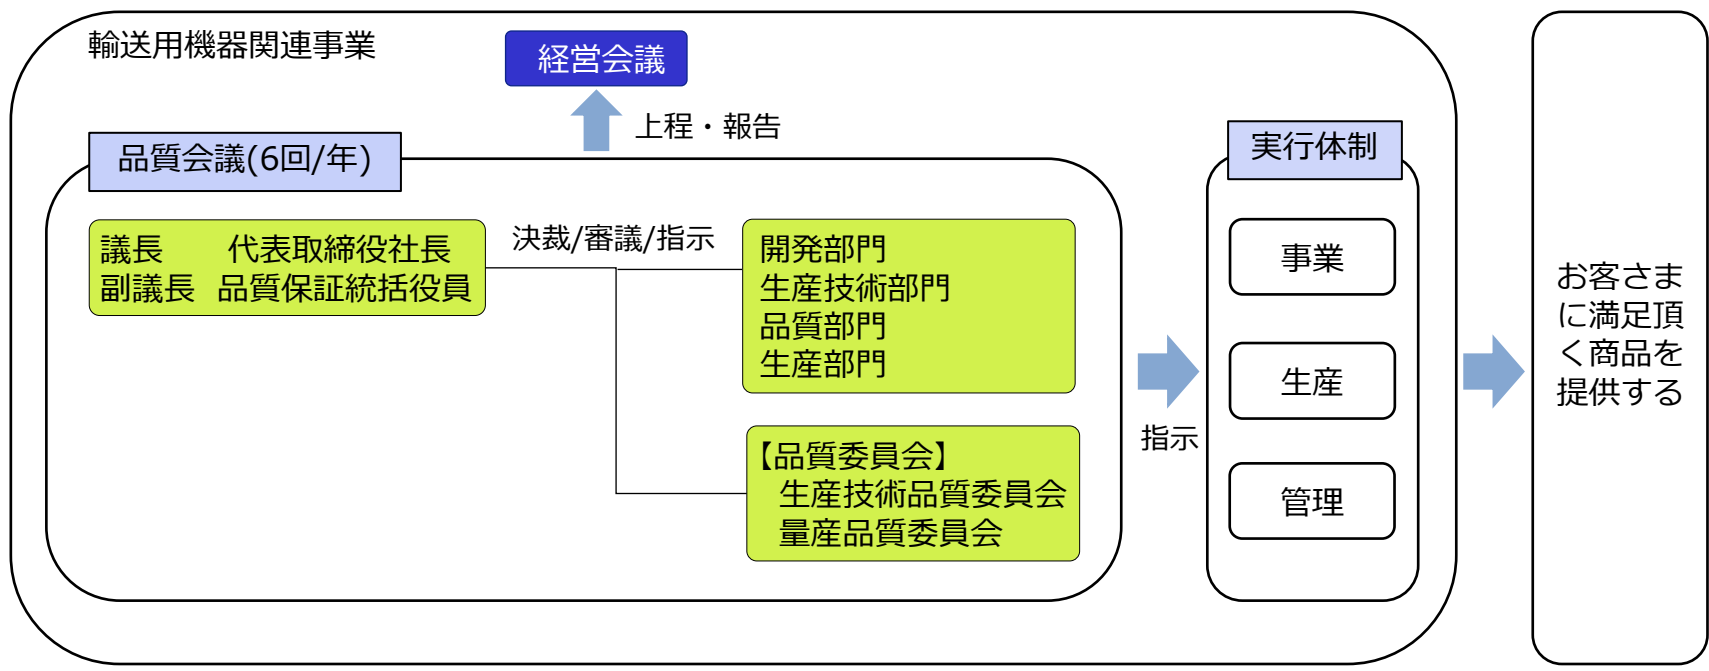 輸送用機器関連事業
経営会議
上程・報告
品質会議(6回/年)
議長 代表取締役社長
副議長 品質保証統括役員
決裁/審議/指示
開発部門
生産技術部門
品質部門
生産部門
【品質委員会】
生産技術品質委員会
量産品質委員会
指示
実行体制
事業
生産
管理
お客さま
に満足頂
く商品を
提供する